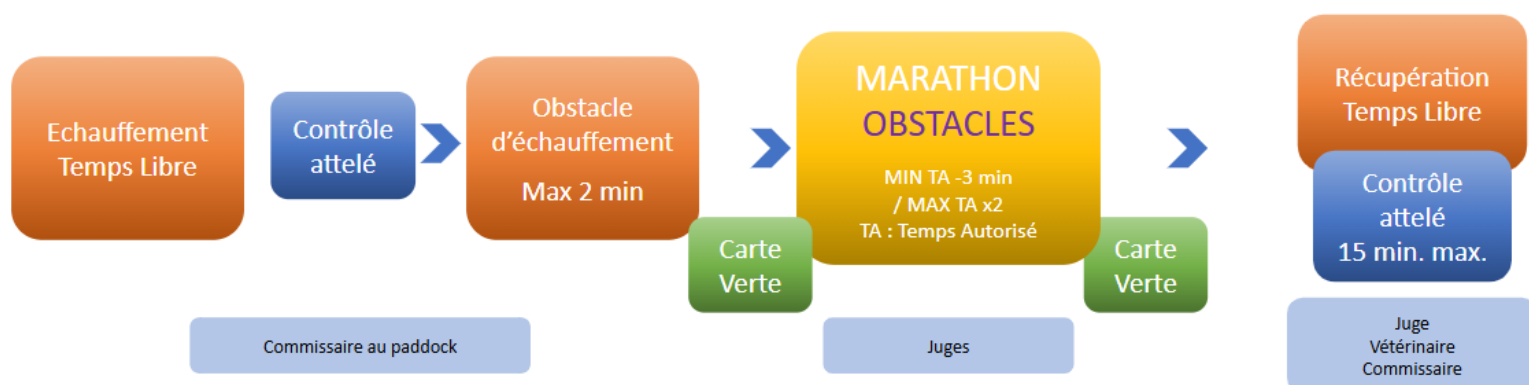 Echauffement
Temps Libre
Contrôle
attelé
Obstacle
d'échauffement
Max 2 min
Carte
Verte
MARATHON
OBSTACLES
MIN TA -3 min
/ MAX TA x2
TA : Temps Autorisé
Carte
Verte
Récupération
Temps Libre
Contrôle
attelé
15 min. max.
Commissaire au paddock
Juges
Juge
Vétérinaire
Commissaire